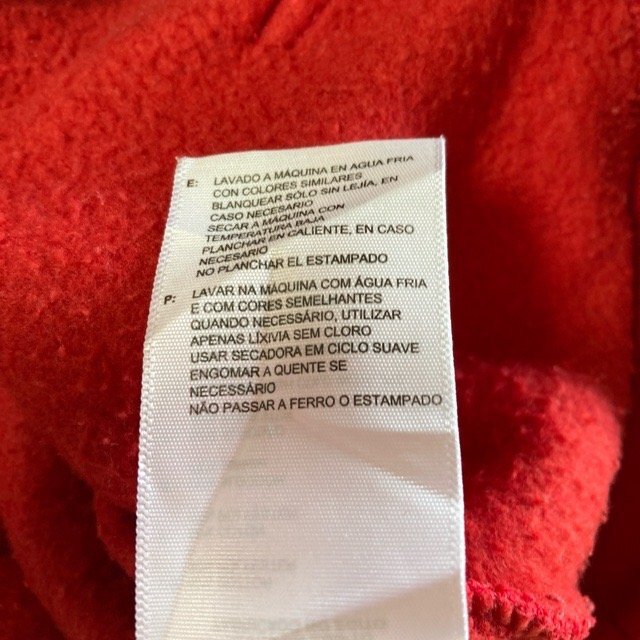 E: LAVADO A MÁQUINA EN AGUA FRIA
CON COLORES SIMILARES
BLANQUEAR SÓLO SIN LEJÍA, EN
CASO NECESARIO
SECAR A MÁQUINA CON
TEMPERATURA BAJA
PLANCHAR EN CALIENTE, EN CASO
NECESARIO
NO PLANCHAR EL ESTAMPADO
P: LAVAR NA MÁQUINA COM ÁGUA FRIA
E COM CORES SEMELHANTES
QUANDO NECESSÁRIO, UTILIZAR
APENAS LÍXIVIA SEM CLORO
USAR SECADORA EM CICLO SUAVE
ENGOMAR A QUENTE SE
NECESSÁRIO
NÃO PASSAR A FERRO O ESTAMPADO